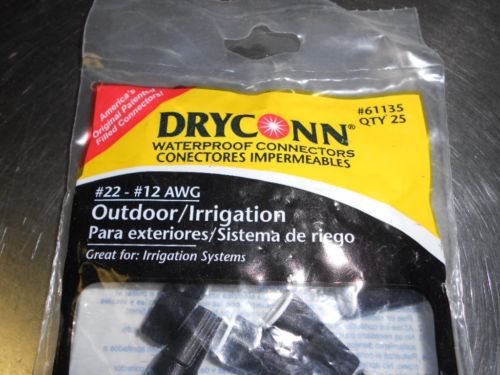 America's
Original Patented
Filled Connectors!
#61135
QTY 25
DRYCONN®
WATERPROOF CONNECTORS
CONECTORES IMPERMEABLES
#22 - #12 AWG
Outdoor/Irrigation
Para exteriores/Sistema de riego
Great for: Irrigation Systems